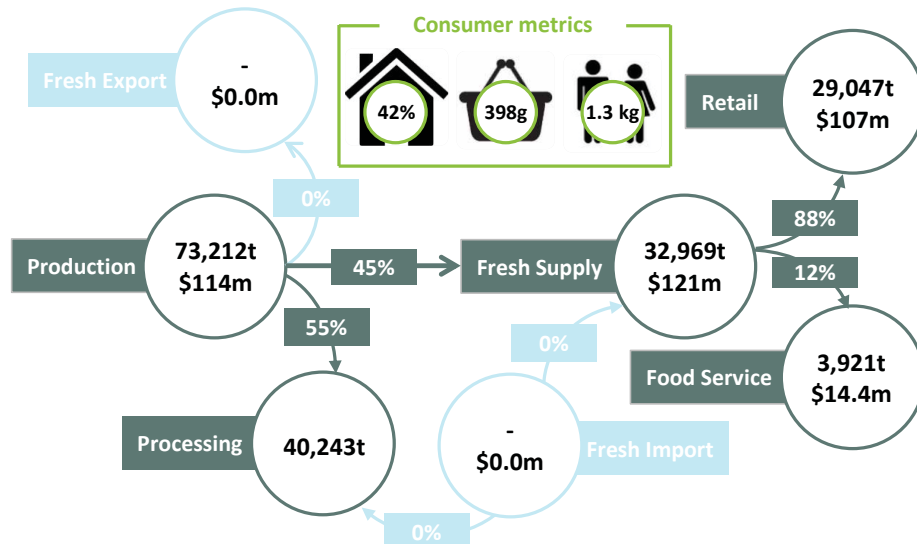 Consumer metrics
42%
398g
1.3 kg
Fresh Export
-
$0.0m
Retail
29,047t
$107m
0%
88%
Production
73,212t
$114m
45%
Fresh Supply
32,969t
$121m
12%
55%
0%
Food Service
3,921t
$14.4m
Processing
40,243t
-
$0.0m
Fresh Import
0%